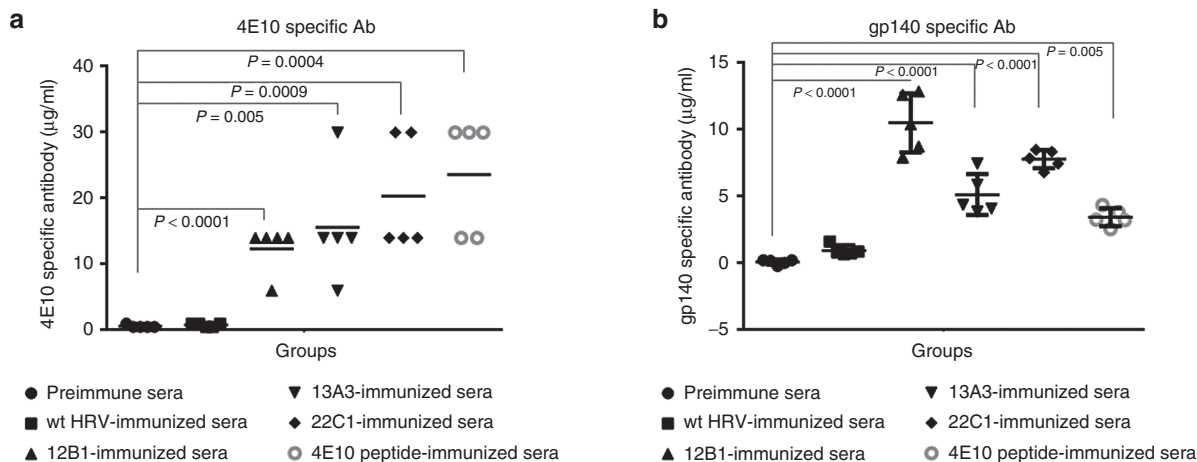 a
4E10 specific Ab
P = 0.0004
P = 0.0009
P = 0.005
P < 0.0001
4E10 specific antibody (µg/ml)
40
30
20
10
0
Groups
Preimmune sera
wt HRV-immunized sera
12B1-immunized sera
13A3-immunized sera
22C1-immunized sera
4E10 peptide-immunized sera
b
gp140 specific Ab
P = 0.005
P < 0.0001
P < 0.0001
P < 0.0001
gp140 specific antibody (µg/ml)
15
10
5
0
–5
Groups
Preimmune sera
wt HRV-immunized sera
12B1-immunized sera
13A3-immunized sera
22C1-immunized sera
4E10 peptide-immunized sera